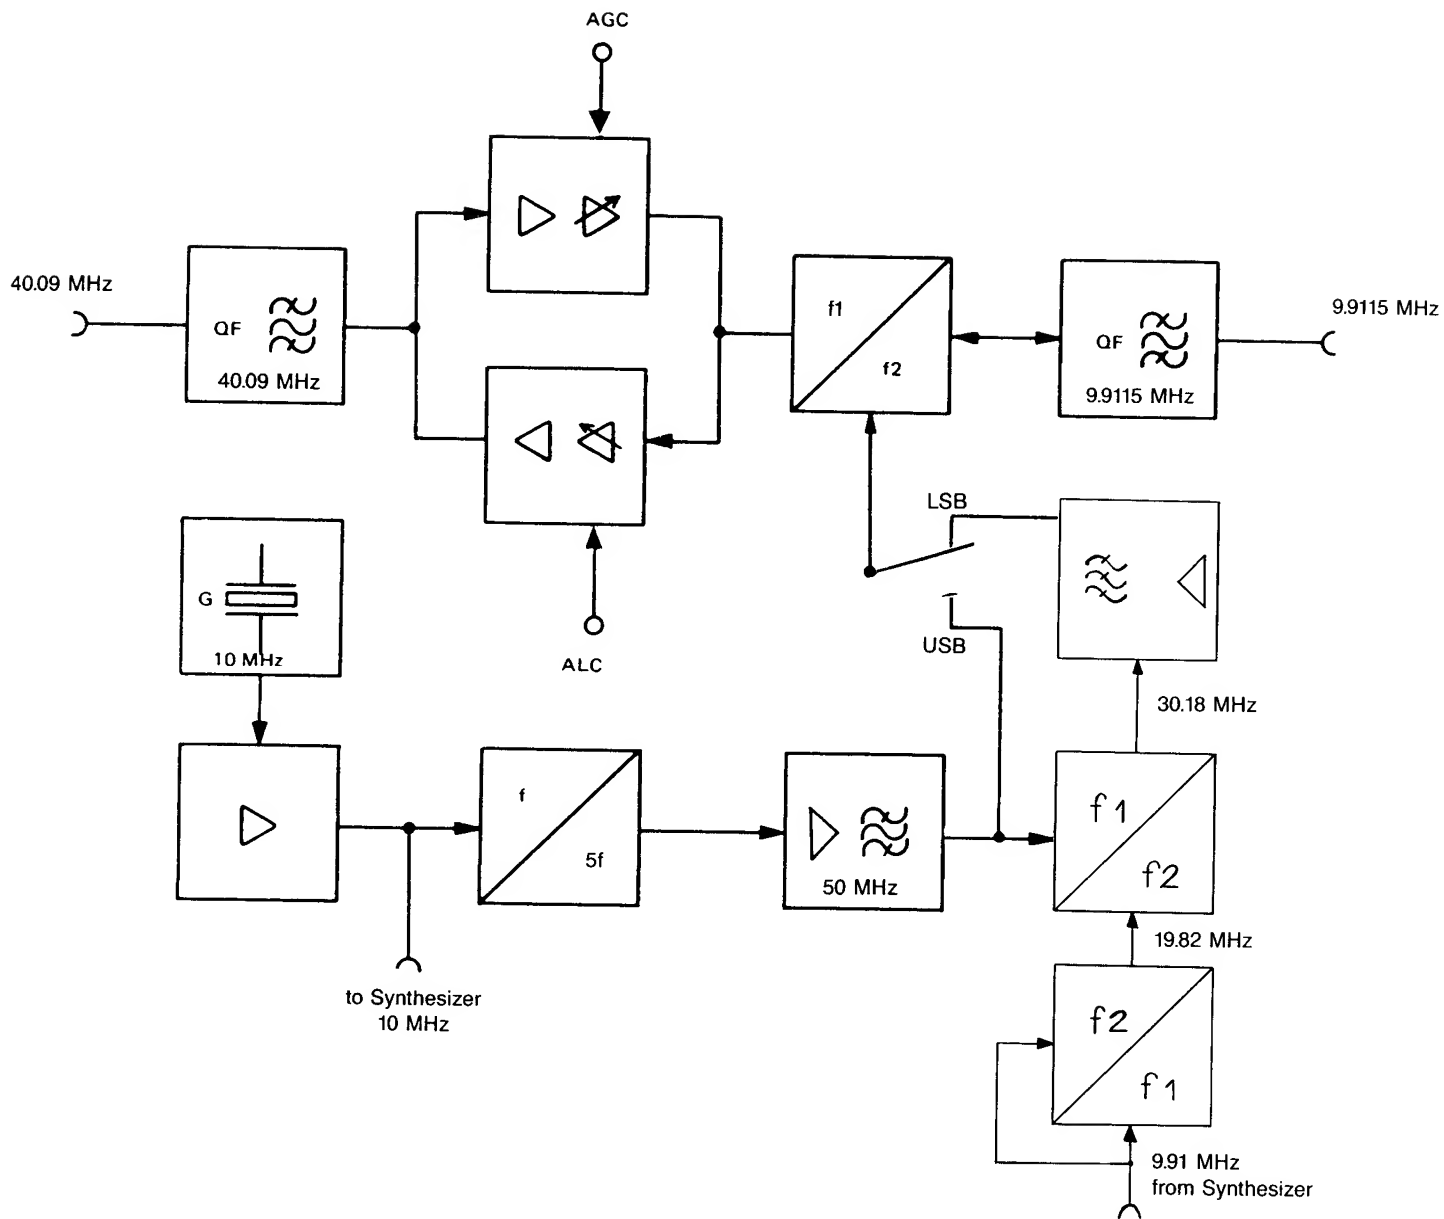 AGC
40.09 MHz
QF
40.09 MHz
f1
f2
QF
9.9115 MHz
9.9115 MHz
LSB
USB
ALC
G
10 MHz
30.18 MHz
f
5f
50 MHz
f1
f2
19.82 MHz
to Synthesizer
10 MHz
f2
f1
9.91 MHz
from Synthesizer